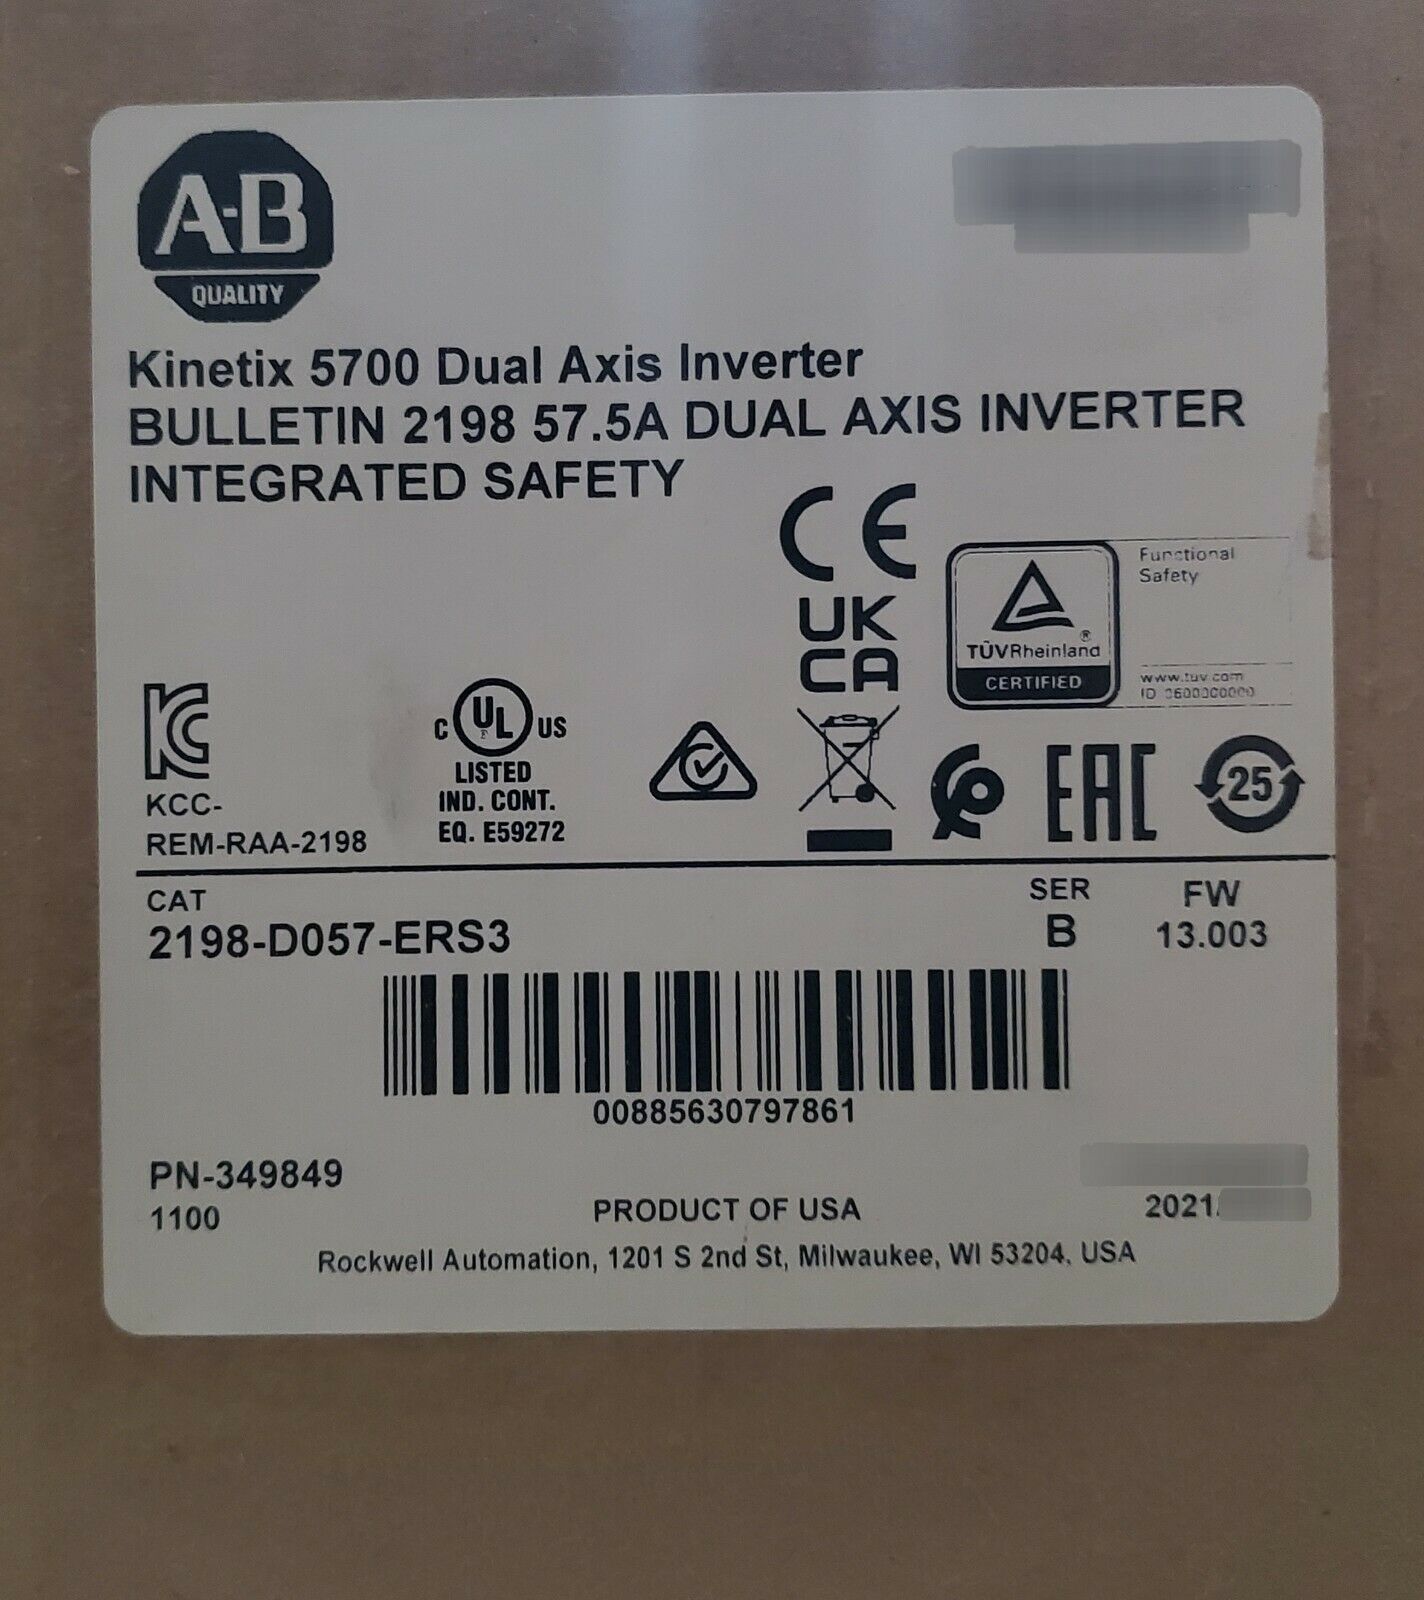 A-B
QUALITY
Kinetix 5700 Dual Axis Inverter
BULLETIN 2198 57.5A DUAL AXIS INVERTER
INTEGRATED SAFETY
CE
UK
CA
Functional
Safety
TÜVRheinland ®
CERTIFIED
www.tuv.com
ID
KC
KCC-
REM-RAA-2198
C UL US
LISTED
IND. CONT.
EQ. E59272
EAC
25
CAT
2198-D057-ERS3
SER
B
FW
13.003
00885630797861
PN-349849
1100
PRODUCT OF USA
2021
Rockwell Automation, 1201 S 2nd St, Milwaukee, WI 53204, USA